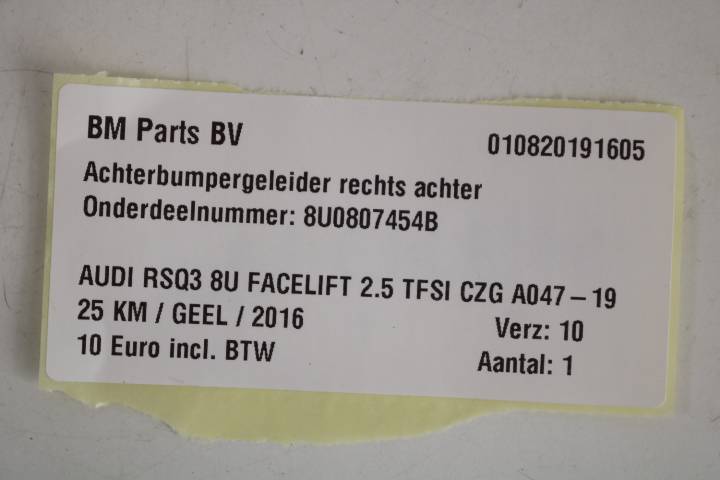 BM Parts BV 010820191605
Achterbumpergeleider rechts achter
Onderdeelnummer: 8U0807454B
AUDI RSQ3 8U FACELIFT 2.5 TFSI CZG A047-19
25 KM / GEEL / 2016 Verz: 10
10 Euro incl. BTW Aantal: 1